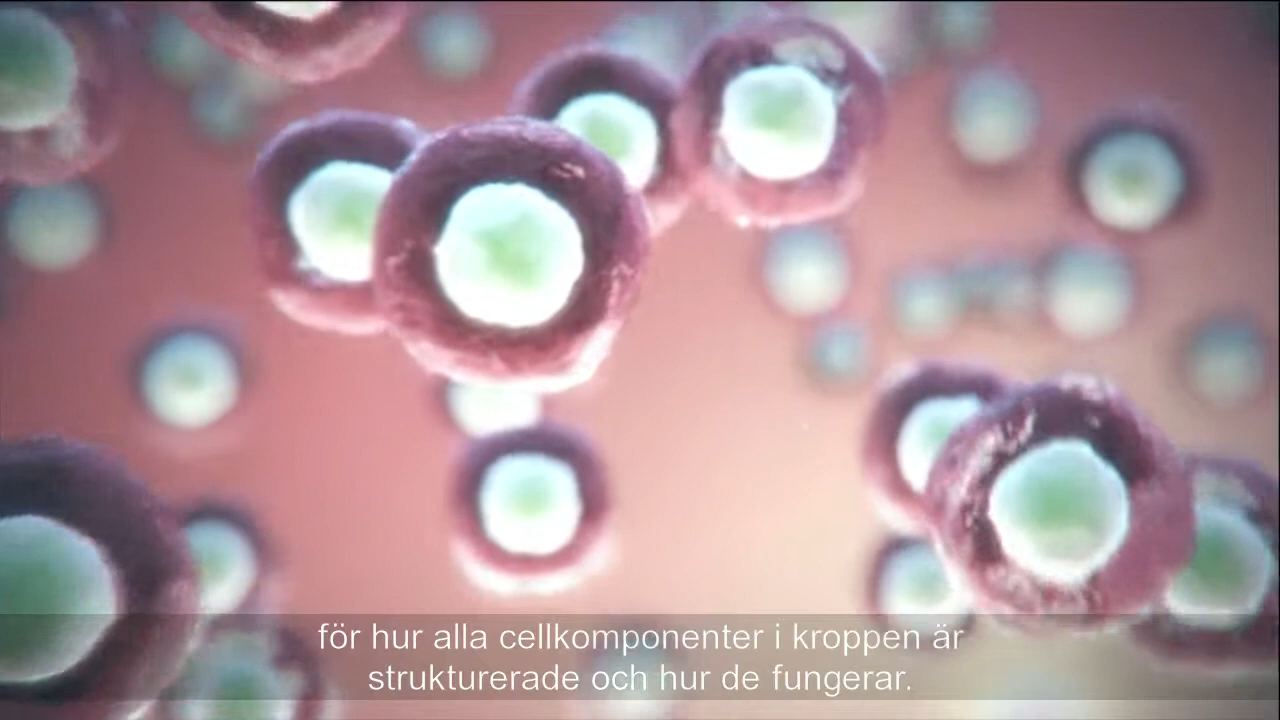 för hur alla cellkomponenter i kroppen är
strukturerade och hur de fungerar.